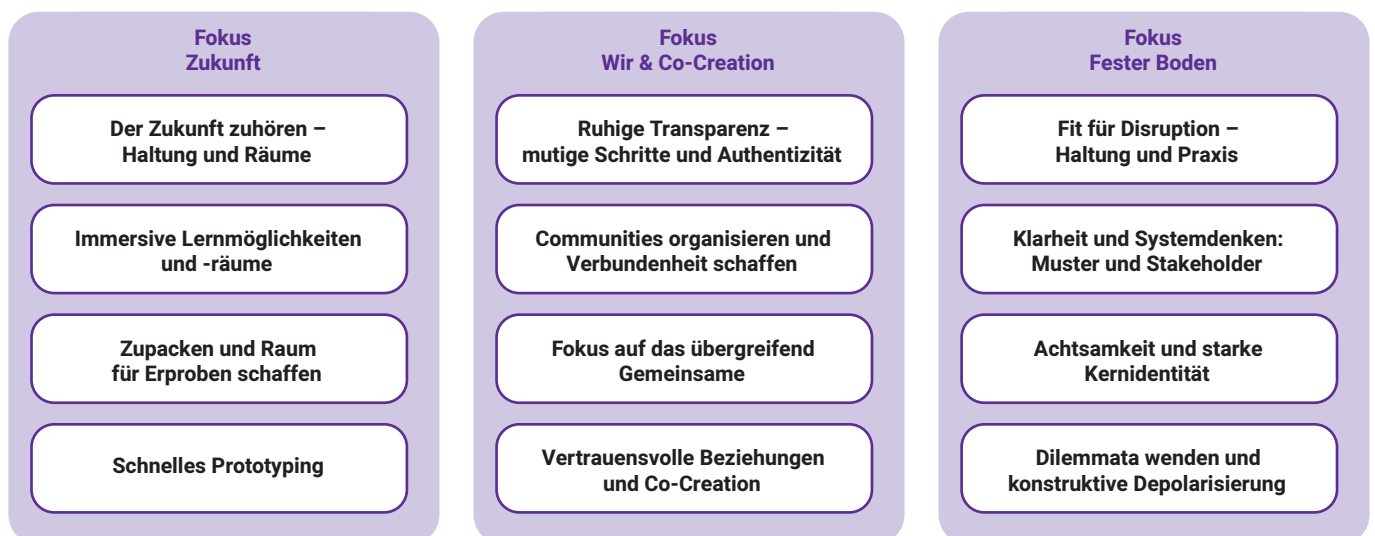 Fokus
Zukunft
Der Zukunft zuhören –
Haltung und Räume
Immersive Lernmöglichkeiten
und -räume
Zupacken und Raum
für Erproben schaffen
Schnelles Prototyping
Fokus
Wir & Co-Creation
Ruhige Transparenz –
mutige Schritte und Authentizität
Communities organisieren und
Verbundenheit schaffen
Fokus auf das übergreifend
Gemeinsame
Vertrauensvolle Beziehungen
und Co-Creation
Fokus
Fester Boden
Fit für Disruption –
Haltung und Praxis
Klarheit und Systemdenken:
Muster und Stakeholder
Achtsamkeit und starke
Kernidentität
Dilemmata wenden und
konstruktive Depolarisierung